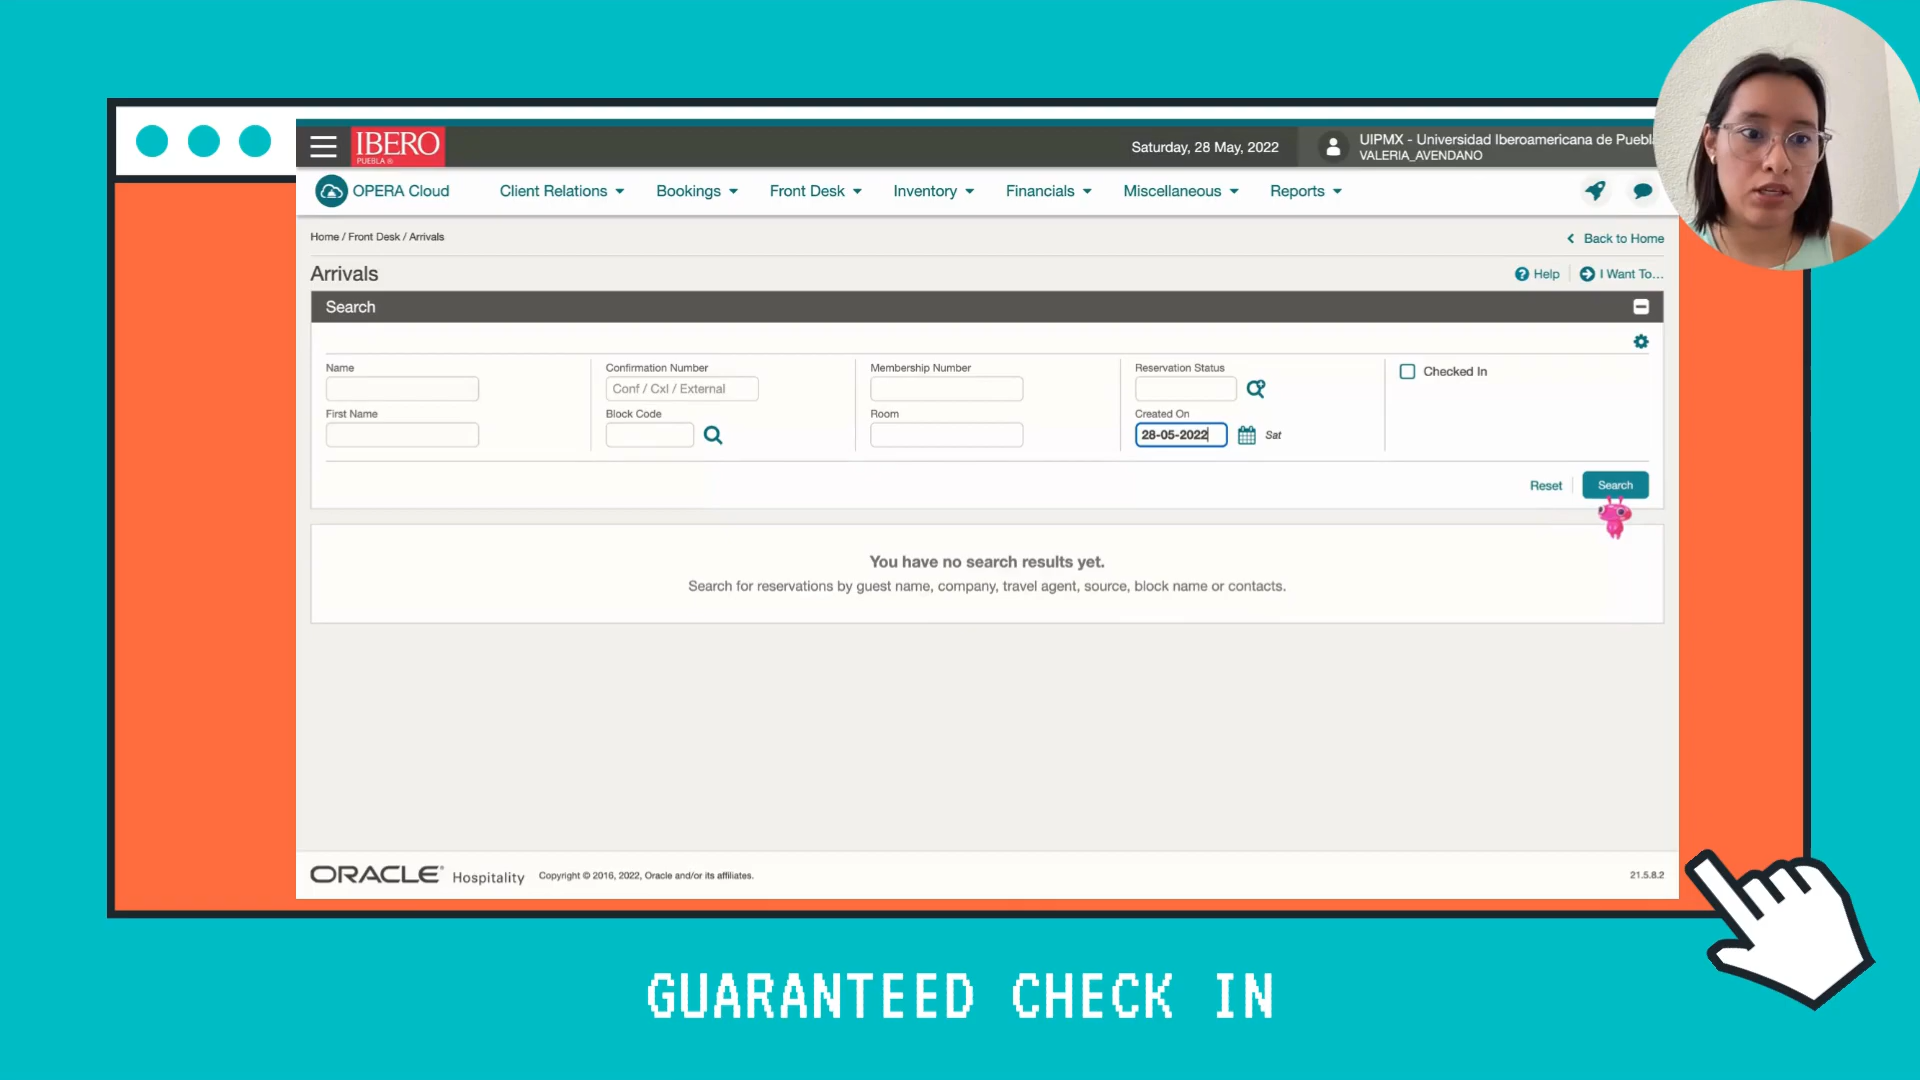 IBERO
PUEBLA ®
Saturday, 28 May, 2022
UIPMX - Universidad Iberoamericana de Puebl
VALERIA_AVENDANO
OPERA Cloud
Client Relations
Bookings
Front Desk
Inventory
Financials
Miscellaneous
Reports
Home / Front Desk / Arrivals
Back to Home
Arrivals
Help
I Want To...
Search
Name
Confirmation Number
Membership Number
Reservation Status
Checked In
Conf / Cxl / External
First Name
Block Code
Room
Created On
28-05-2022
Sat
Reset
Search
You have no search results yet.
Search for reservations by guest name, company, travel agent, source, block name or contacts.
ORACLE® Hospitality
Copyright © 2016, 2022, Oracle and/or its affiliates.
21.5.8.2
GUARANTEED CHECK IN